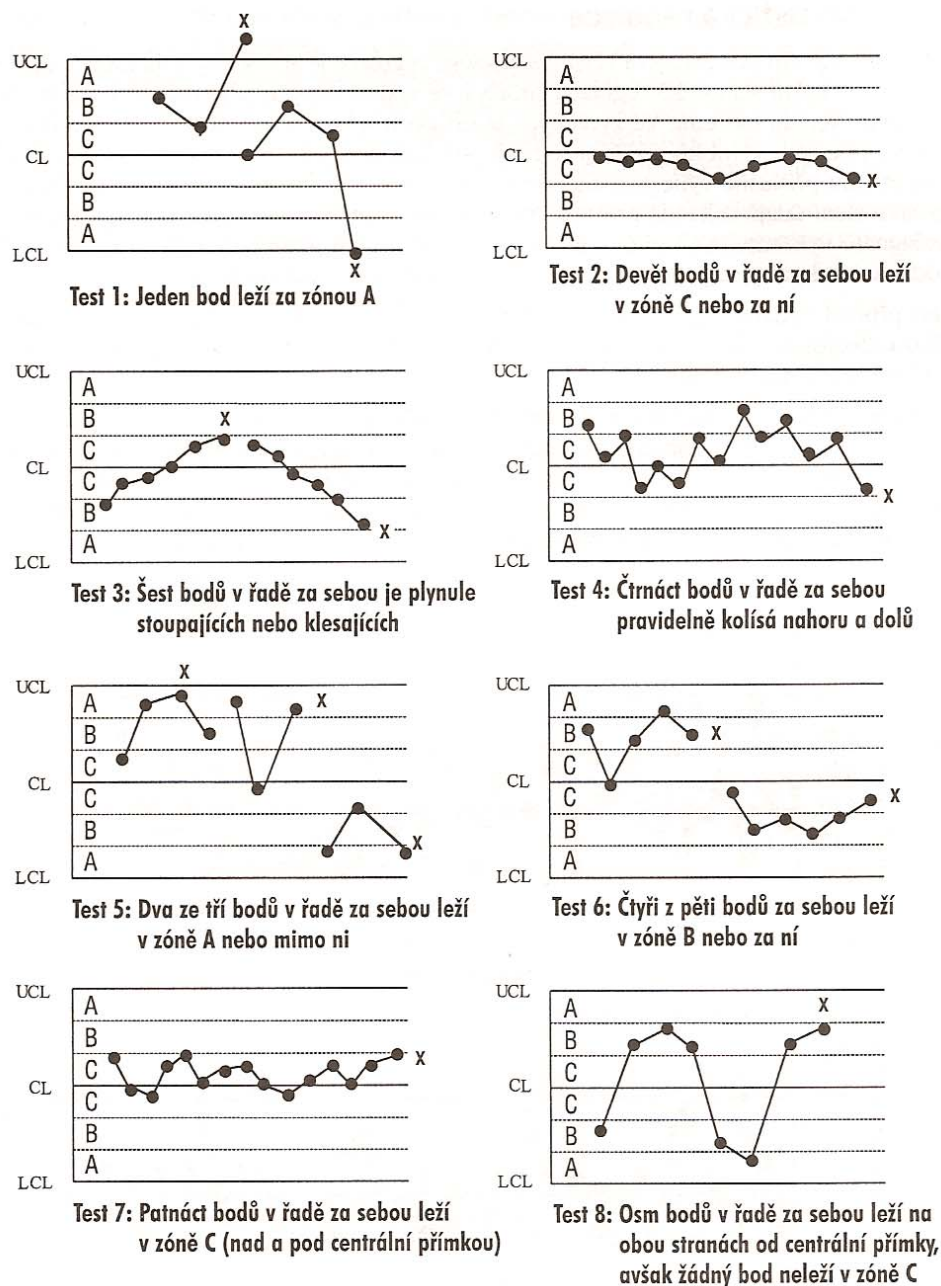 X
UCL
A
B
C
CL
C
B
A
LCL
X
Test 1: Jeden bod leží za zónou A
UCL
A
B
C
CL
C
X
B
A
LCL
Test 2: Devět bodů v řadě za sebou leží
v zóně C nebo za ní
UCL
A
B
X
C
CL
C
B
X
A
LCL
Test 3: Šest bodů v řadě za sebou je plynule
stoupajících nebo klesajících
UCL
A
B
C
CL
C
X
B
A
LCL
Test 4: Čtrnáct bodů v řadě za sebou
pravidelně kolísá nahoru a dolů
X
UCL
A
X
B
C
CL
C
B
X
A
LCL
Test 5: Dva ze tří bodů v řadě za sebou leží
v zóně A nebo mimo ni
UCL
A
B
X
C
CL
C
X
B
A
LCL
Test 6: Čtyři z pěti bodů za sebou leží
v zóně B nebo za ní
UCL
A
B
C
X
CL
C
B
A
LCL
Test 7: Patnáct bodů v řadě za sebou leží
v zóně C (nad a pod centrální přímkou)
UCL
A
X
B
C
CL
C
B
A
LCL
Test 8: Osm bodů v řadě za sebou leží na
obou stranách od centrální přímky,
avšak žádný bod neleží v zóně C